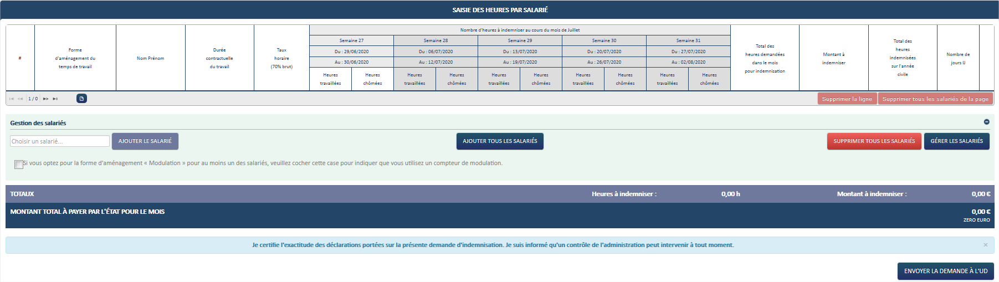 SAISIE DES HEURES PAR SALARIÉ
#
Forme
d'aménagement du
temps de travail
Nom Prénom
Durée
contractuelle
du travail
Taux
horaire
(70% brut)
Nombre d'heures à indemniser au cours du mois de Juillet
Semaine 27
Semaine 28
Semaine 29
Semaine 30
Semaine 31
Du : 29/06/2020
Du : 06/07/2020
Du : 13/07/2020
Du : 20/07/2020
Du : 27/07/2020
Au : 30/06/2020
Au : 12/07/2020
Au : 19/07/2020
Au : 26/07/2020
Au : 02/08/2020
Heures
travaillées
Heures
chômées
Heures
travaillées
Heures
chômées
Heures
travaillées
Heures
chômées
Heures
travaillées
Heures
chômées
Heures
travaillées
Heures
chômées
Total des
heures demandées
dans le mois
pour indemnisation
Montant à
indemniser
Total des
heures
indemnisées
sur l'année
civile
Nombre de
jours IJ
1 / 0
Supprimer la ligne
Supprimer tous les salariés de la page
Gestion des salariés
Choisir un salarié...
AJOUTER LE SALARIÉ
AJOUTER TOUS LES SALARIÉS
SUPPRIMER TOUS LES SALARIÉS
GÉRER LES SALARIÉS
Si vous optez pour la forme d'aménagement « Modulation » pour au moins un des salariés, veuillez cocher cette case pour indiquer que vous utilisez un compteur de modulation.
TOTAUX
Heures à indemniser :
0,00 h
Montant à indemniser :
0,00 €
MONTANT TOTAL À PAYER PAR L'ÉTAT POUR LE MOIS
0,00 €
ZERO EURO
Je certifie l'exactitude des déclarations portées sur la présente demande d'indemnisation. Je suis informé qu'un contrôle de l'administration peut intervenir à tout moment.
×
ENVOYER LA DEMANDE À L'UD